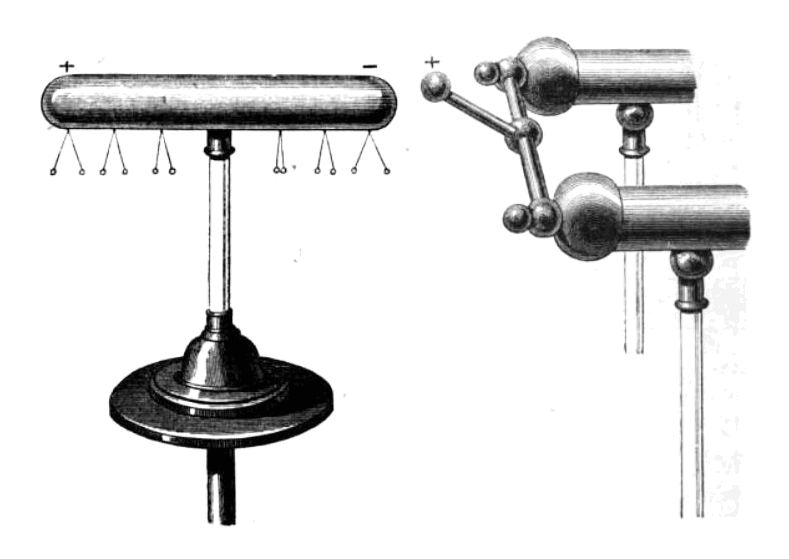 + − +